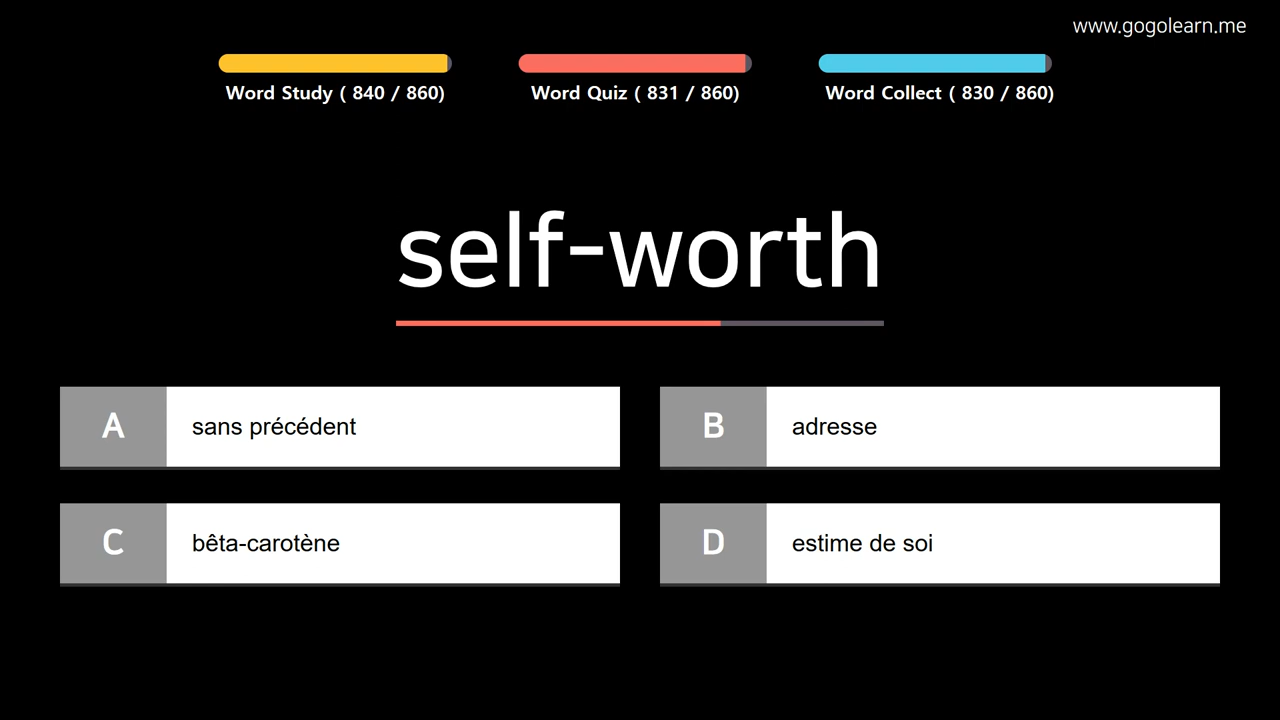 www.gogolearn.me
Word Study ( 840 / 860)
Word Quiz ( 831 / 860)
Word Collect ( 830 / 860)
self-worth
A
sans précédent
B
adresse
C
bêta-carotène
D
estime de soi